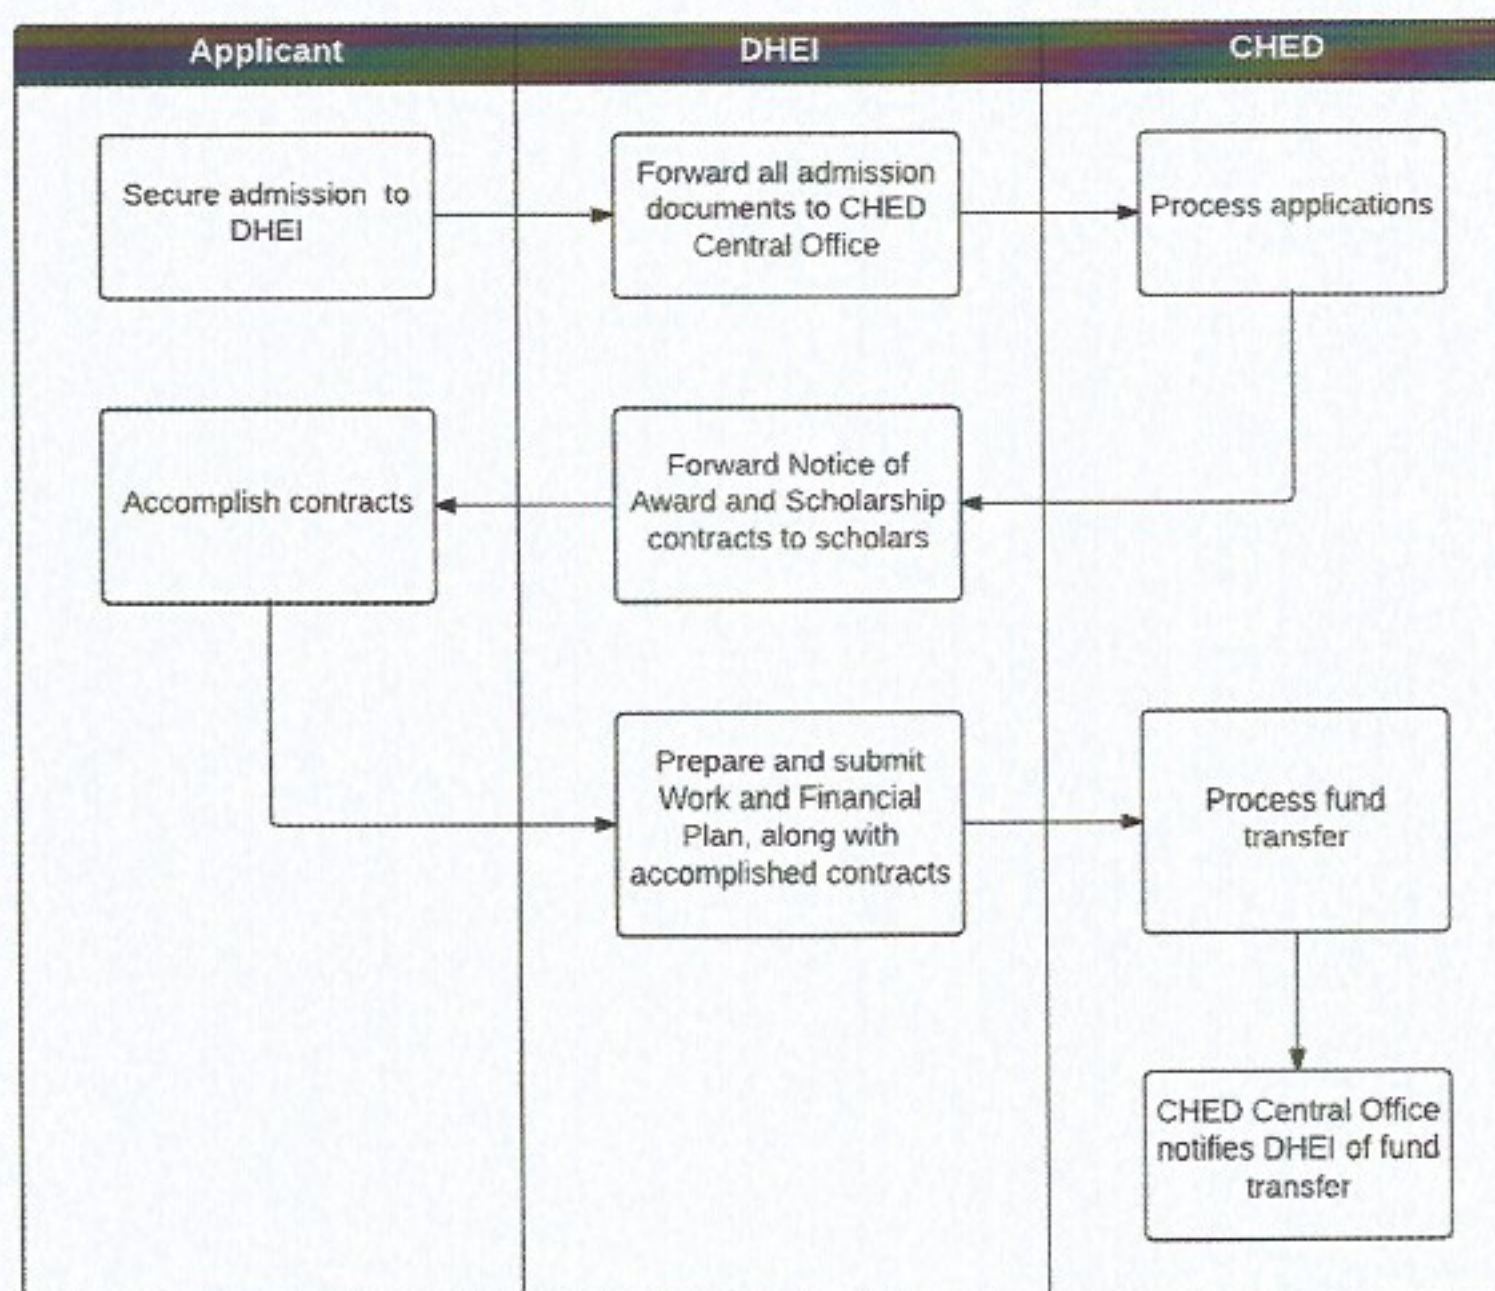 Applicant
DHEI
CHED
Secure admission to
DHEI
Forward all admission
documents to CHED
Central Office
Process applications
Accomplish contracts
Forward Notice of
Award and Scholarship
contracts to scholars
Prepare and submit
Work and Financial
Plan, along with
accomplished contracts
Process fund
transfer
CHED Central Office
notifies DHEI of fund
transfer